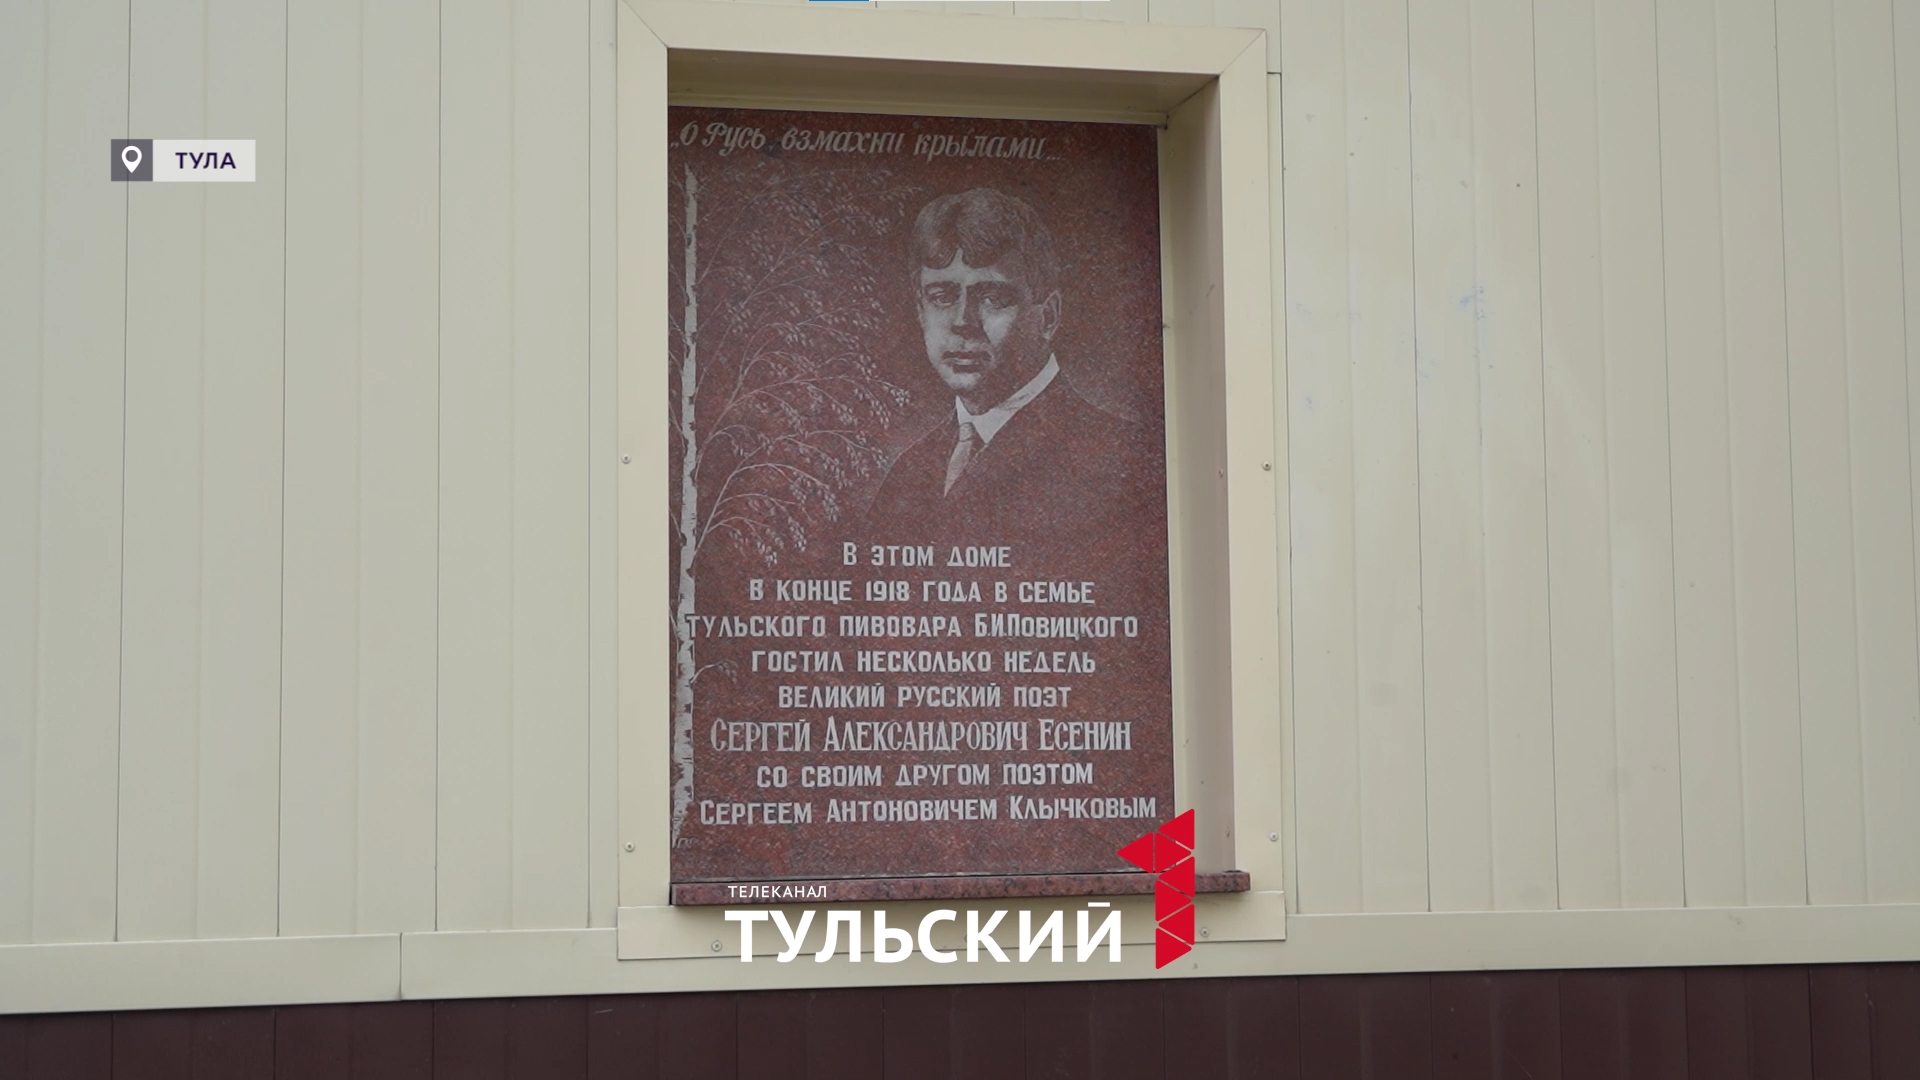 ТУЛА
„О Русь, взмахни крылами...
В ЭТОМ ДОМЕ
В КОНЦЕ 1918 ГОДА В СЕМЬЕ
ТУЛЬСКОГО ПИВОВАРА Б.И.ПОВИЦКОГО
ГОСТИЛ НЕСКОЛЬКО НЕДЕЛЬ
ВЕЛИКИЙ РУССКИЙ ПОЭТ
СЕРГЕЙ АЛЕКСАНДРОВИЧ ЕСЕНИН
СО СВОИМ ДРУГОМ ПОЭТОМ
СЕРГЕЕМ АНТОНОВИЧЕМ КЛЫЧКОВЫМ
ТЕЛЕКАНАЛ
ТУЛЬСКИЙ 1